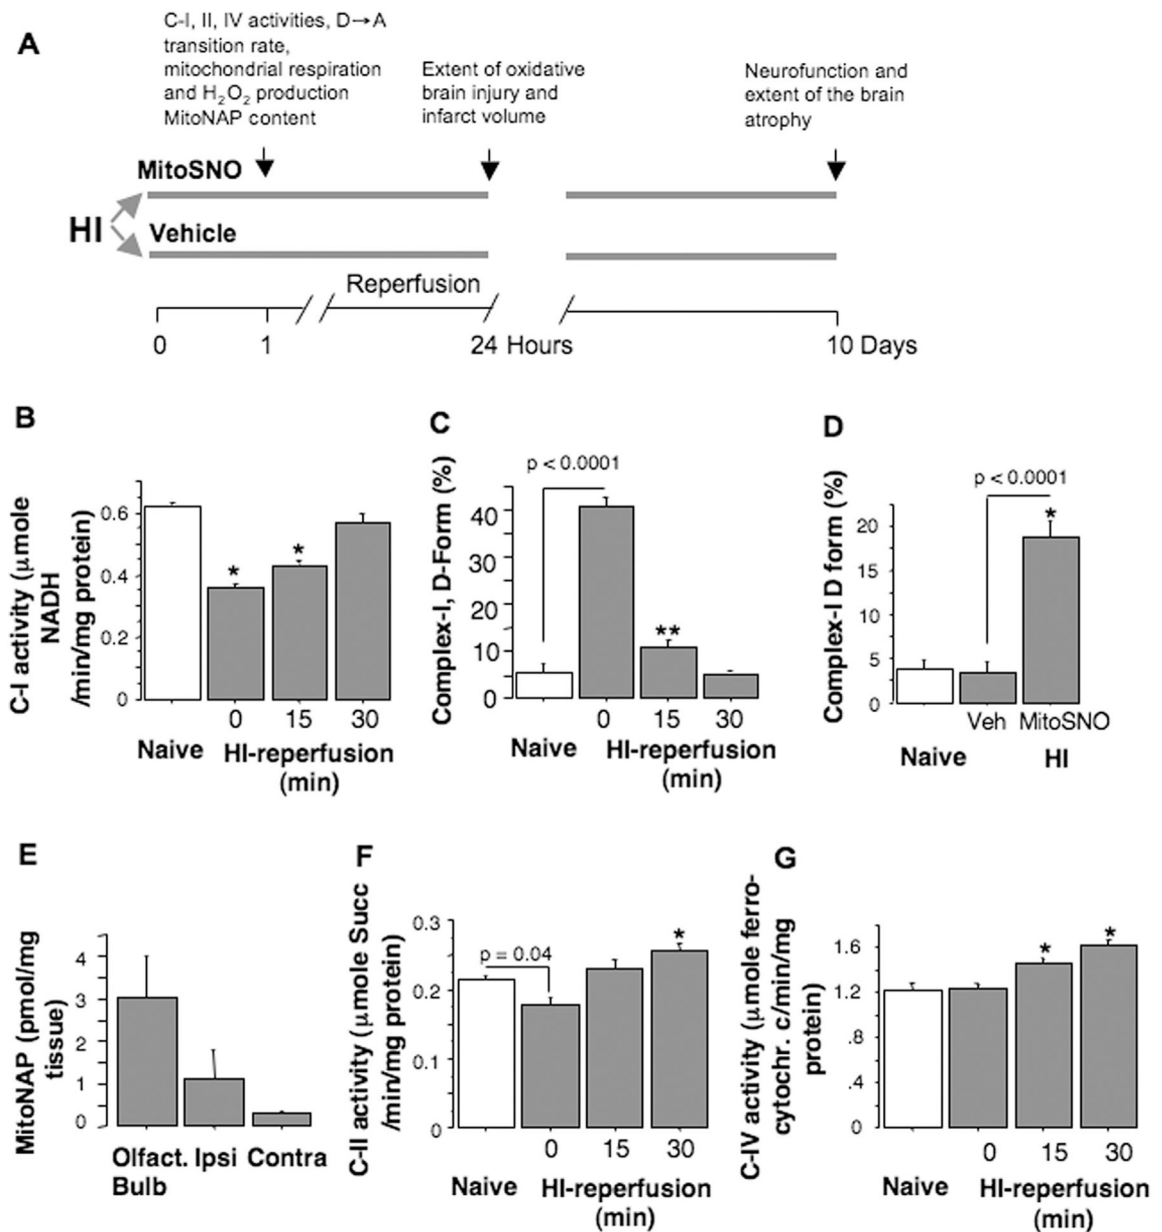 A
C-I, II, IV activities, D→A
transition rate,
mitochondrial respiration
and H₂O₂ production
MitoNAP content
Extent of oxidative
brain injury and
infarct volume
Neurofunction and
extent of the brain
atrophy
MitoSNO
HI
Vehicle
Reperfusion
0
1
24 Hours
10 Days
B
C-I activity (μmole
NADH
/min/mg protein)
0.6
0.4
0.2
0
*
*
0
15
30
Naive
HI-reperfusion
(min)
C
Complex-I, D-Form (%)
p < 0.0001
40
30
20
10
0
**
0
15
30
Naive
HI-reperfusion
(min)
D
Complex-I D form (%)
p < 0.0001
20
15
10
5
0
*
Veh
MitoSNO
Naive
HI
E
MitoNAP (pmol/mg
tissue)
4
3
2
1
0
Olfact.
Bulb
Ipsi
Contra
F
C-II activity (μmole Succ
/min/mg protein)
0.3
0.2
0.1
0
p = 0.04
*
0
15
30
Naive
HI-reperfusion
(min)
G
C-IV activity (μmole ferro-
cytochr. c/min/mg
protein)
1.6
1.2
.8
.4
0
*
*
0
15
30
Naive
HI-reperfusion
(min)